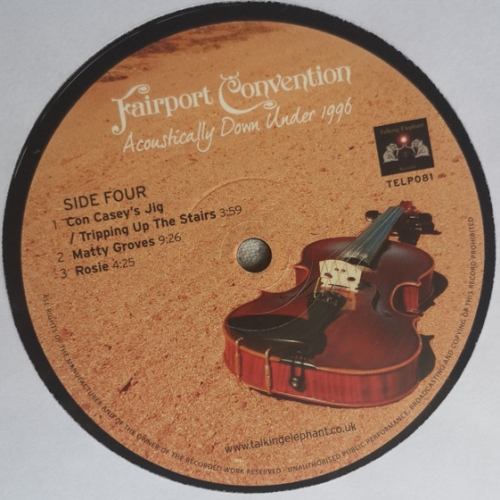 Fairport Convention
Acoustically Down Under 1996
Talking Elephant
TELP081
SIDE FOUR
1 Con Casey's Jig
/ Tripping Up The Stairs 3:59
2 Matty Groves 9:26
3 Rosie 4:25
www.talkingelephant.co.uk
ALL RIGHTS OF THE MANUFACTURER AND OF THE OWNER OF THE RECORDED WORK RESERVED - UNAUTHORISED PUBLIC PERFORMANCE, BROADCASTING AND COPYING OF THIS RECORD PROHIBITED